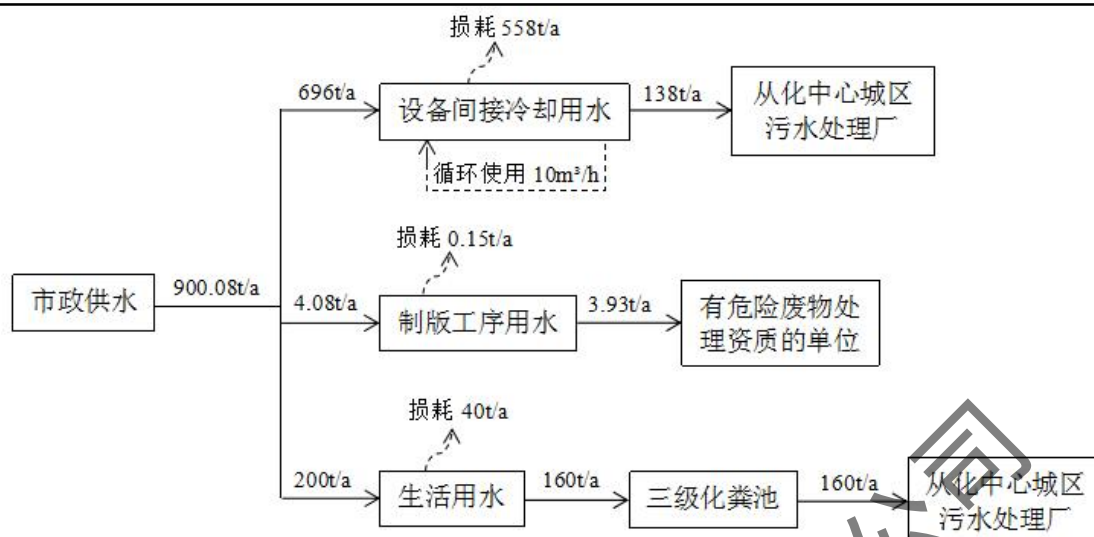 损耗 558t/a
696t/a
设备间接冷却用水
138t/a
从化中心城区
污水处理厂
循环使用 10m³/h
损耗 0.15t/a
市政供水
900.08t/a
4.08t/a
制版工序用水
3.93t/a
有危险废物处
理资质的单位
损耗 40t/a
200t/a
生活用水
160t/a
三级化粪池
160t/a
从化中心城区
污水处理厂
司